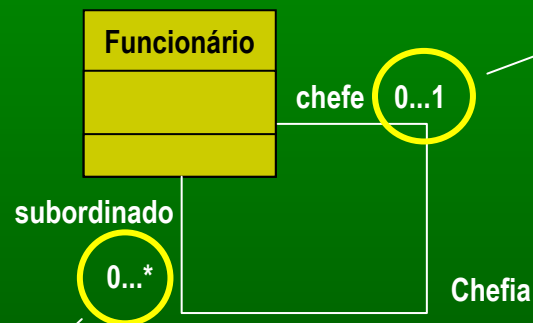 Funcionário
chefe 0...1
subordinado
0...*
Chefia